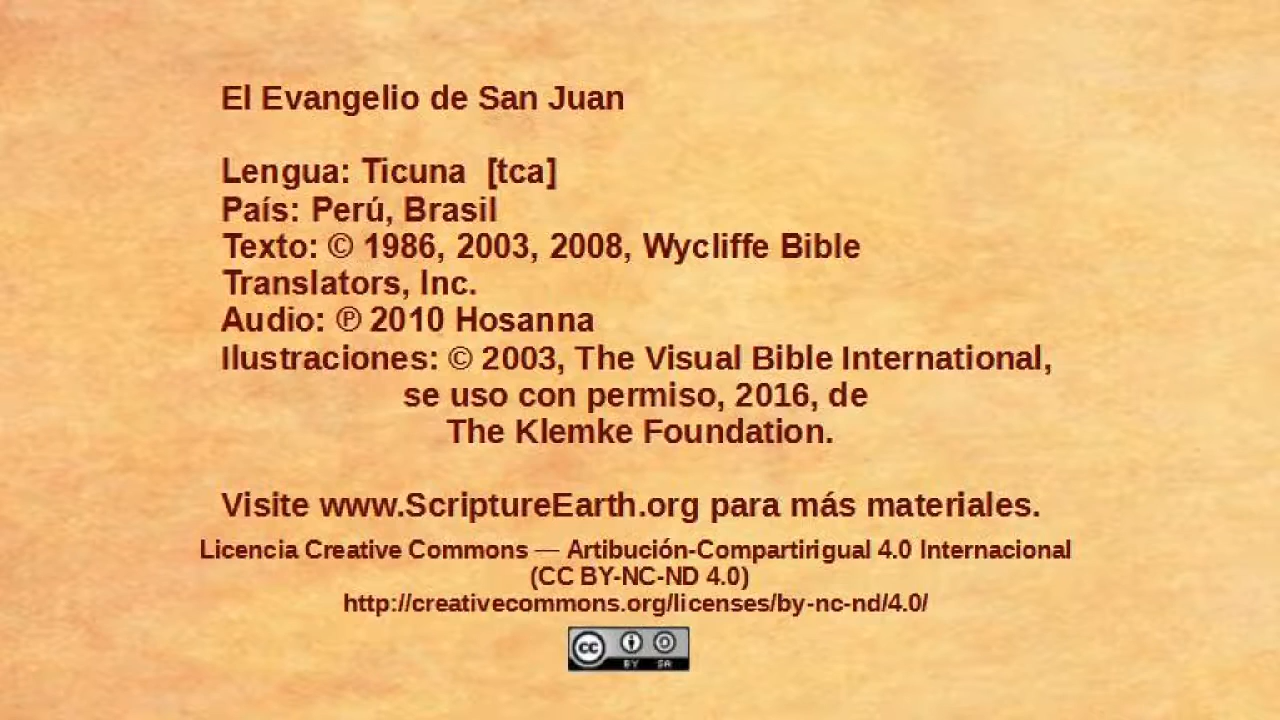 El Evangelio de San Juan
Lengua: Ticuna [tca]
País: Perú, Brasil
Texto: © 1986, 2003, 2008, Wycliffe Bible
Translators, Inc.
Audio: ℗ 2010 Hosanna
Ilustraciones: © 2003, The Visual Bible International,
se uso con permiso, 2016, de
The Klemke Foundation.
Visite www.ScriptureEarth.org para más materiales.
Licencia Creative Commons — Artibución-Compartirigual 4.0 Internacional
(CC BY-NC-ND 4.0)
http://creativecommons.org/licenses/by-nc-nd/4.0/
cc BY SA